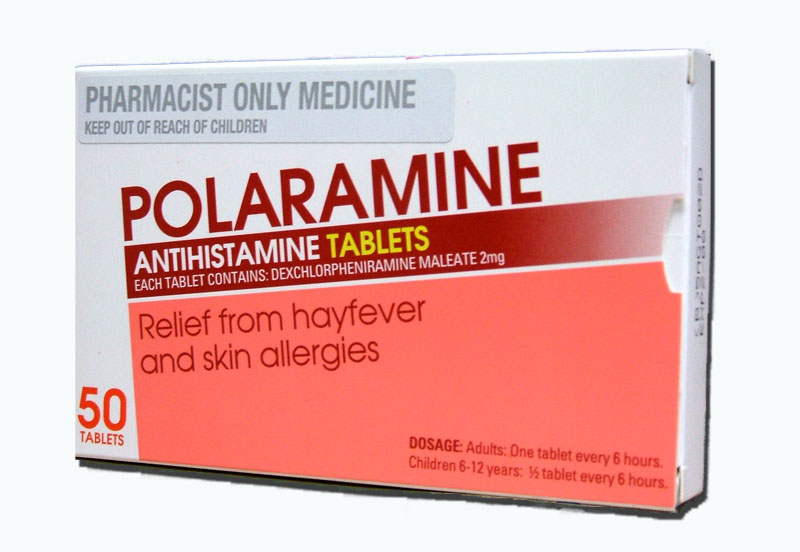 PHARMACIST ONLY MEDICINE
KEEP OUT OF REACH OF CHILDREN
POLARAMINE
ANTIHISTAMINE TABLETS
EACH TABLET CONTAINS: DEXCHLORPHENIRAMINE MALEATE 2mg
Relief from hayfever
and skin allergies
50
TABLETS
DOSAGE: Adults: One tablet every 6 hours.
Children 6-12 years: ½ tablet every 6 hours.